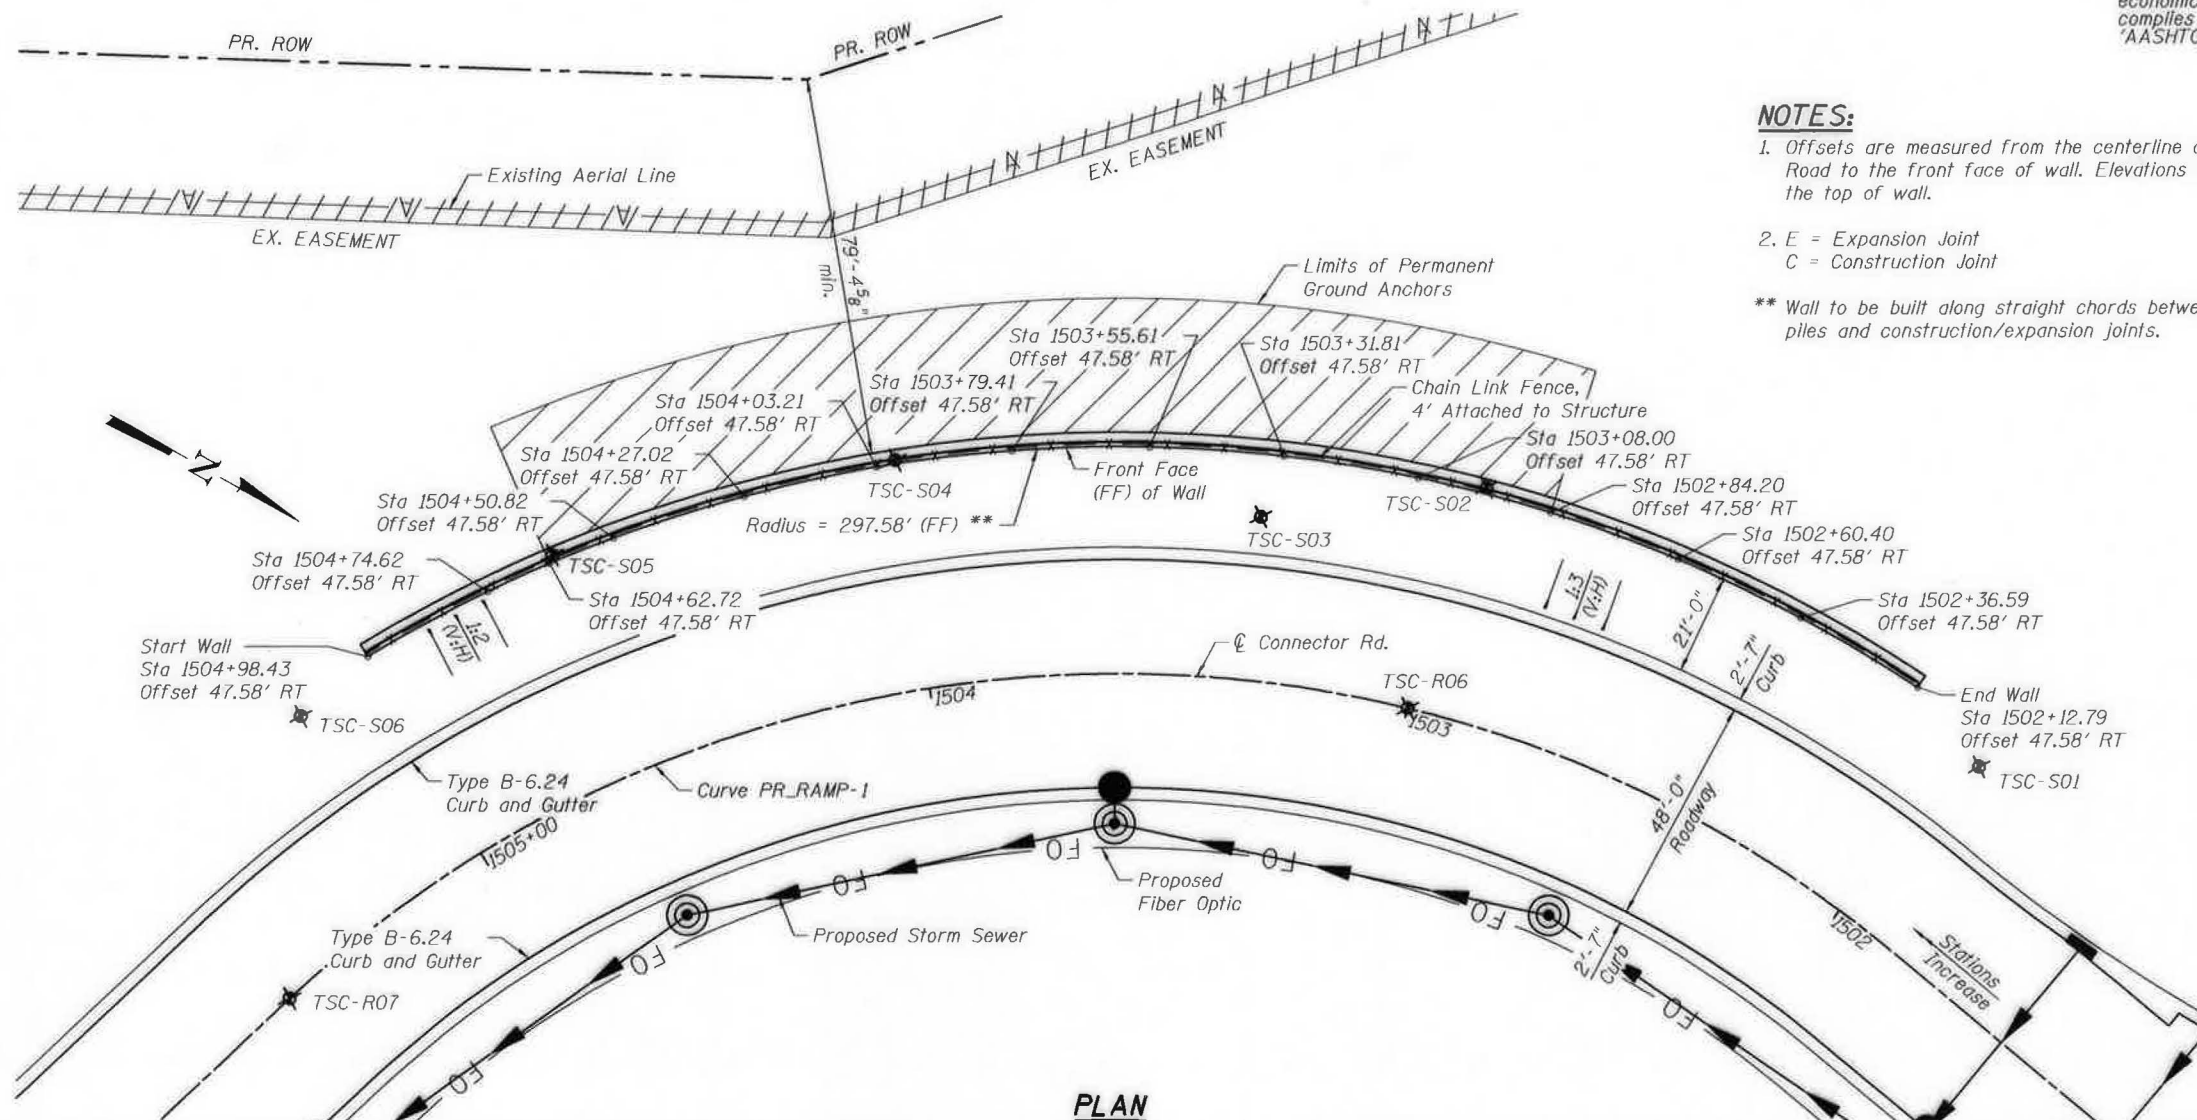 economic
complies
'AASHTO
PR. ROW
PR. ROW
NOTES:
1. Offsets are measured from the centerline
Road to the front face of wall. Elevations
the top of wall.
2. E = Expansion Joint
C = Construction Joint
** Wall to be built along straight chords
piles and construction/expansion joints.
Existing Aerial Line
A
A
A
EX. EASEMENT
N
N
N
EX. EASEMENT
79'-4 5/8"
min.
Limits of Permanent
Ground Anchors
Sta 1503+55.61
Offset 47.58' RT
Sta 1503+31.81
Offset 47.58' RT
Sta 1503+79.41
Offset 47.58' RT
Chain Link Fence,
4' Attached to Structure
Sta 1504+03.21
Offset 47.58' RT
Sta 1503+08.00
Offset 47.58' RT
Sta 1504+27.02
Offset 47.58' RT
Sta 1502+84.20
Offset 47.58' RT
Sta 1504+50.82
Offset 47.58' RT
Sta 1502+60.40
Offset 47.58' RT
Sta 1504+74.62
Offset 47.58' RT
Sta 1502+36.59
Offset 47.58' RT
Sta 1504+62.72
Offset 47.58' RT
N
TSC-S04
Front Face
(FF) of Wall
TSC-S02
Radius = 297.58' (FF) **
TSC-S03
TSC-S05
1:2
(V:H)
1:3
(V:H)
21'-0"
2'-7"
Curb
Start Wall
Sta 1504+98.43
Offset 47.58' RT
End Wall
Sta 1502+12.79
Offset 47.58' RT
TSC-S06
TSC-S01
℄ Connector Rd.
1504
TSC-R06
1503
Type B-6.24
Curb and Gutter
Curve PR_RAMP-1
48'-0"
Roadway
1505+00
FO
FO
FO
FO
FO
FO
FO
FO
Proposed
Fiber Optic
Proposed Storm Sewer
Type B-6.24
Curb and Gutter
TSC-R07
2'-7"
Curb
1502
Stations
Increase
PLAN